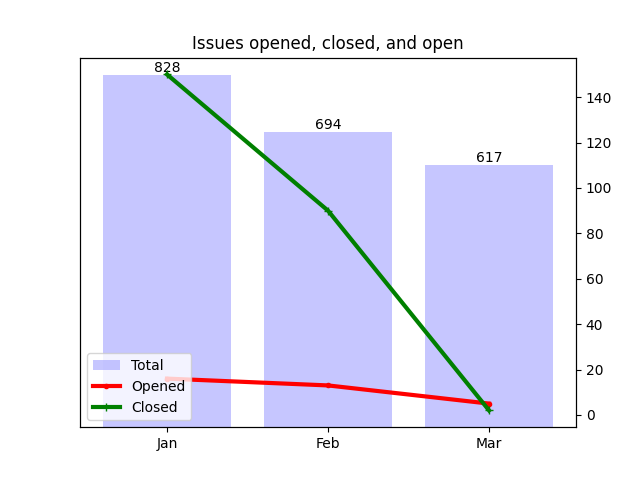 Issues opened, closed, and open
828
694
617
140
120
100
80
60
40
20
0
Total
Opened
Closed
Jan Feb Mar